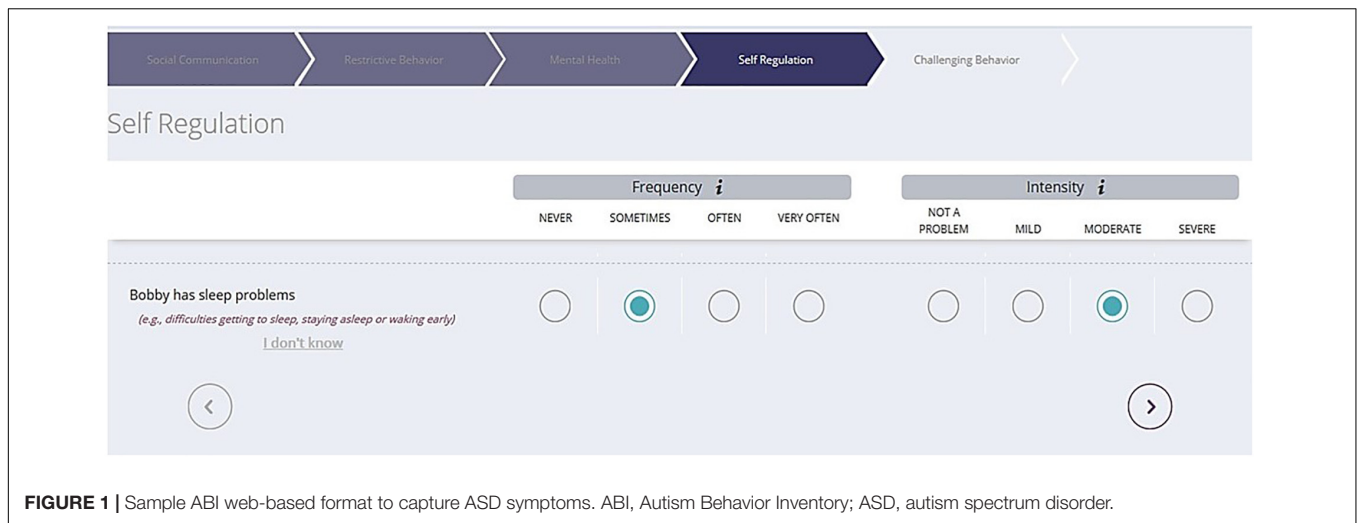 Social Communication Restrictive Behavior Mental Health Self Regulation Challenging Behavior
Self Regulation
Frequency i Intensity i
NEVER SOMETIMES OFTEN VERY OFTEN NOT A PROBLEM MILD MODERATE SEVERE
Bobby has sleep problems
(e.g., difficulties getting to sleep, staying asleep or waking early)
I don't know
FIGURE 1 | Sample ABI web-based format to capture ASD symptoms. ABI, Autism Behavior Inventory; ASD, autism spectrum disorder.